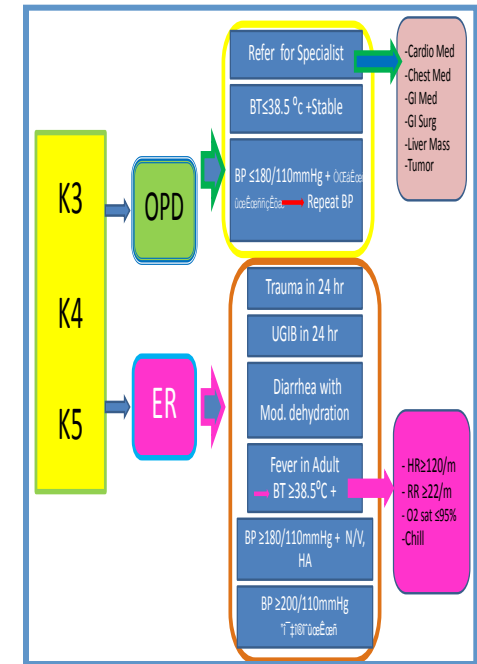 K3
K4
K5
OPD
ER
Refer for Specialist
BT≤38.5 ⁰c +Stable
BP ≤180/110mmHg +
Repeat BP
-Cardio Med
-Chest Med
-GI Med
-GI Surg
-Liver Mass
-Tumor
Trauma in 24 hr
UGIB in 24 hr
Diarrhea with
Mod. dehydration
Fever in Adult
BT ≥38.5⁰C +
BP ≥180/110mmHg + N/V,
HA
BP ≥200/110mmHg
- HR≥120/m
- RR ≥22/m
- O2 sat ≤95%
-Chill